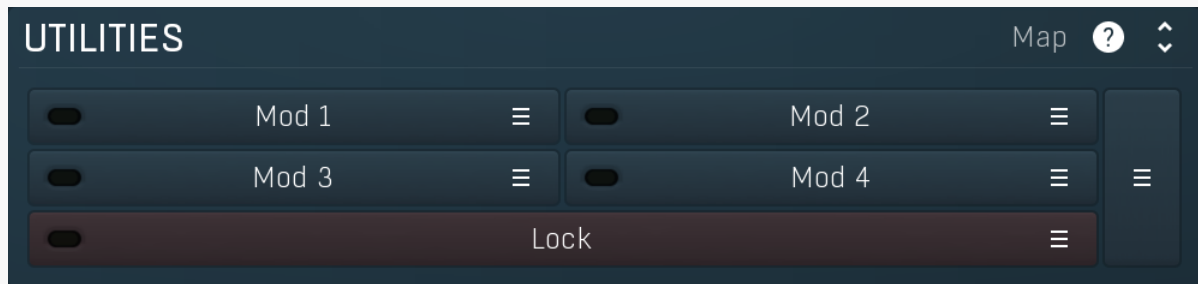 UTILITIES Map ?
Mod 1 Mod 2
Mod 3 Mod 4
Lock